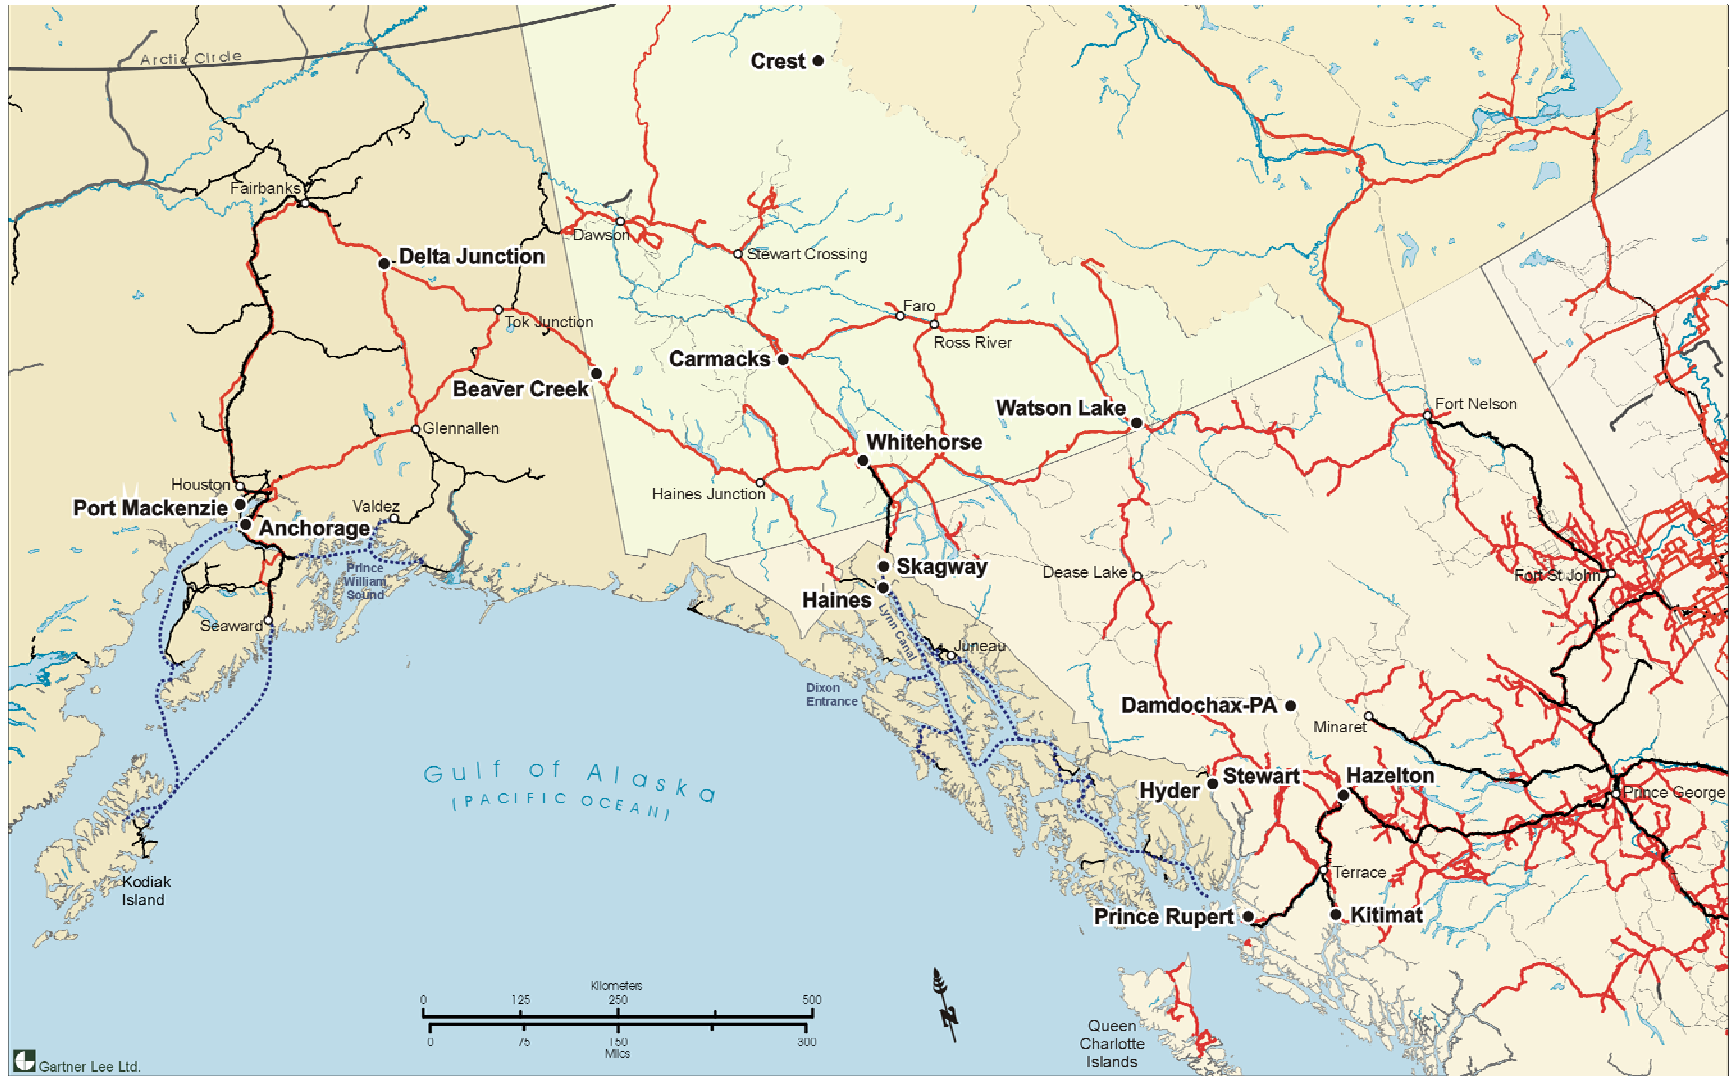 Crest
Arctic Circle
Fairbanks
Dawson
Stewart Crossing
Delta Junction
Faro
Tok Junction
Ross River
Carmacks
Beaver Creek
Watson Lake
Fort Nelson
Glennallen
Whitehorse
Houston
Haines Junction
Port Mackenzie
Valdez
Anchorage
Prince
William
Sound
Skagway
Dease Lake
Fort St John
Haines
Lynn Canal
Seaward
Juneau
Dixon
Entrance
Damdochax-PA
Minaret
Gulf of Alaska
(PACIFIC OCEAN)
Stewart
Hazelton
Hyder
Prince George
Terrace
Kodiak
Island
Prince Rupert
Kitimat
Kilometers
0 125 250 500
0 75 150 300
Miles
N
Queen
Charlotte
Islands
Gartner Lee Ltd.